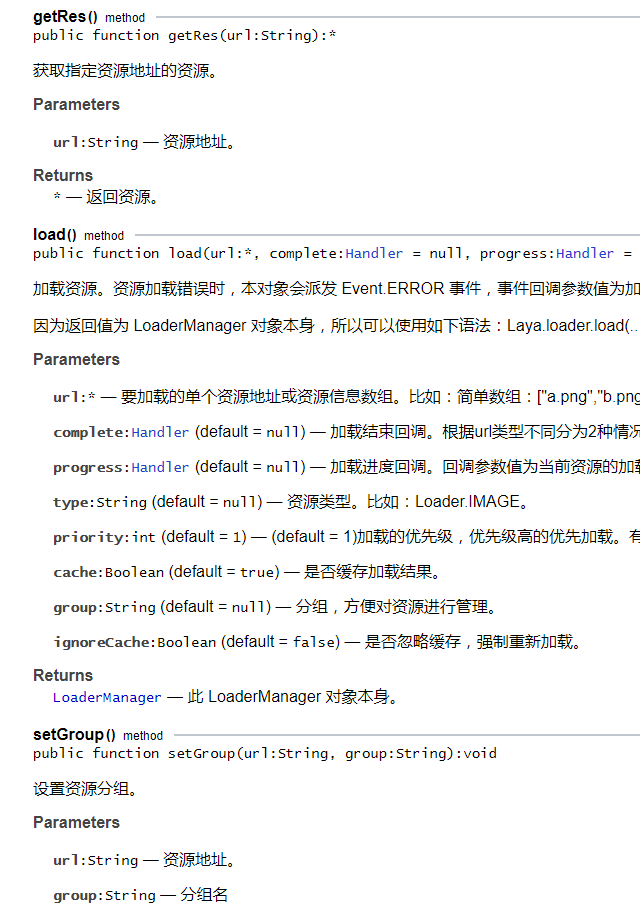 getRes() method
public function getRes(url:String):*
获取指定资源地址的资源。
Parameters
url:String — 资源地址。
Returns
* — 返回资源。
load() method
public function load(url:*, complete:Handler = null, progress:Handler =
加载资源。资源加载错误时，本对象会派发 Event.ERROR 事件，事件回调参数值为加
因为返回值为 LoaderManager 对象本身，所以可以使用如下语法：Laya.loader.load(...
Parameters
url:* — 要加载的单个资源地址或资源信息数组。比如：简单数组：["a.png","b.png
complete:Handler (default = null) — 加载结束回调。根据url类型不同分为2种情况
progress:Handler (default = null) — 加载进度回调。回调参数值为当前资源的加载
type:String (default = null) — 资源类型。比如：Loader.IMAGE。
priority:int (default = 1) — (default = 1)加载的优先级，优先级高的优先加载。有
cache:Boolean (default = true) — 是否缓存加载结果。
group:String (default = null) — 分组，方便对资源进行管理。
ignoreCache:Boolean (default = false) — 是否忽略缓存，强制重新加载。
Returns
LoaderManager — 此 LoaderManager 对象本身。
setGroup() method
public function setGroup(url:String, group:String):void
设置资源分组。
Parameters
url:String — 资源地址。
group:String — 分组名